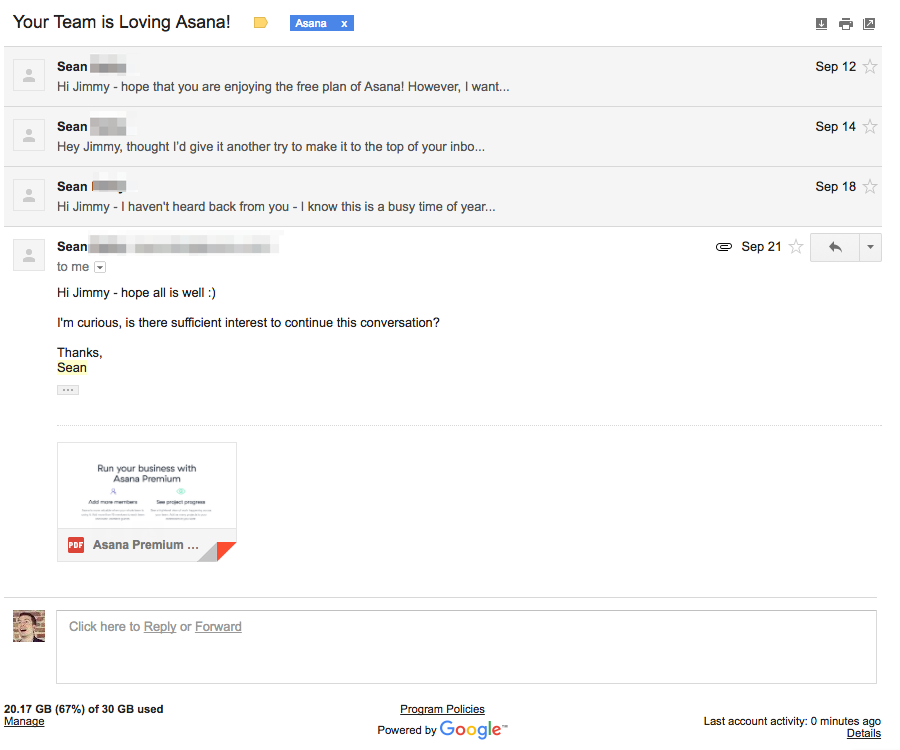 Your Team is Loving Asana!
Asana x
Sean
Sep 12
Hi Jimmy - hope that you are enjoying the free plan of Asana! However, I want...
Sean
Sep 14
Hey Jimmy, thought I'd give it another try to make it to the top of your inbo...
Sean
Sep 18
Hi Jimmy - I haven't heard back from you - I know this is a busy time of year...
Sean
Sep 21
to me
Hi Jimmy - hope all is well :)
I'm curious, is there sufficient interest to continue this conversation?
Thanks,
Sean
Run your business with
Asana Premium
Add more members See project progress
PDF Asana Premium ...
Click here to Reply or Forward
20.17 GB (67%) of 30 GB used
Manage
Program Policies
Powered by Google™
Last account activity: 0 minutes ago
Details